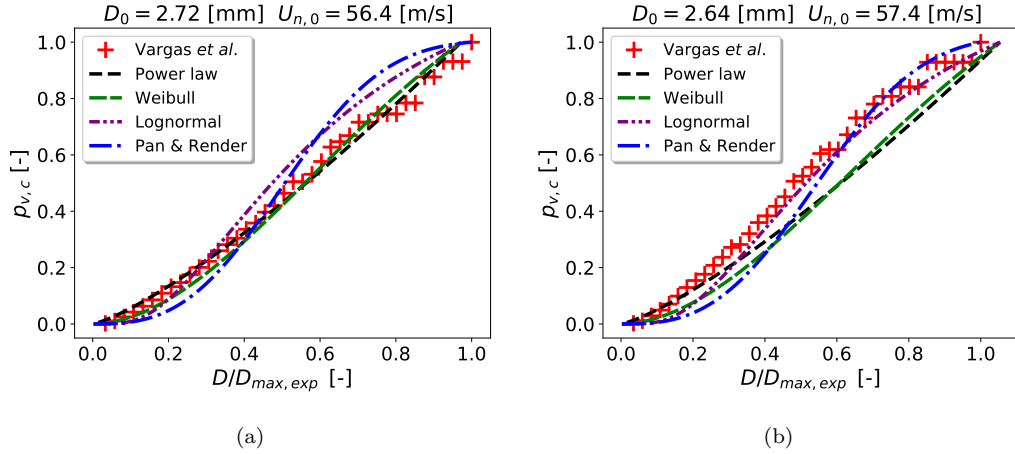 D_0 = 2.72 [mm] U_{n,0} = 56.4 [m/s]
1.0
0.8
0.6
0.4
0.2
0.0
p_{v,c} [-]
Vargas et al.
Power law
Weibull
Lognormal
Pan & Render
0.0 0.2 0.4 0.6 0.8 1.0
D/D_{max,exp} [-]
(a)
D_0 = 2.64 [mm] U_{n,0} = 57.4 [m/s]
1.0
0.8
0.6
0.4
0.2
0.0
p_{v,c} [-]
Vargas et al.
Power law
Weibull
Lognormal
Pan & Render
0.0 0.2 0.4 0.6 0.8 1.0
D/D_{max,exp} [-]
(b)